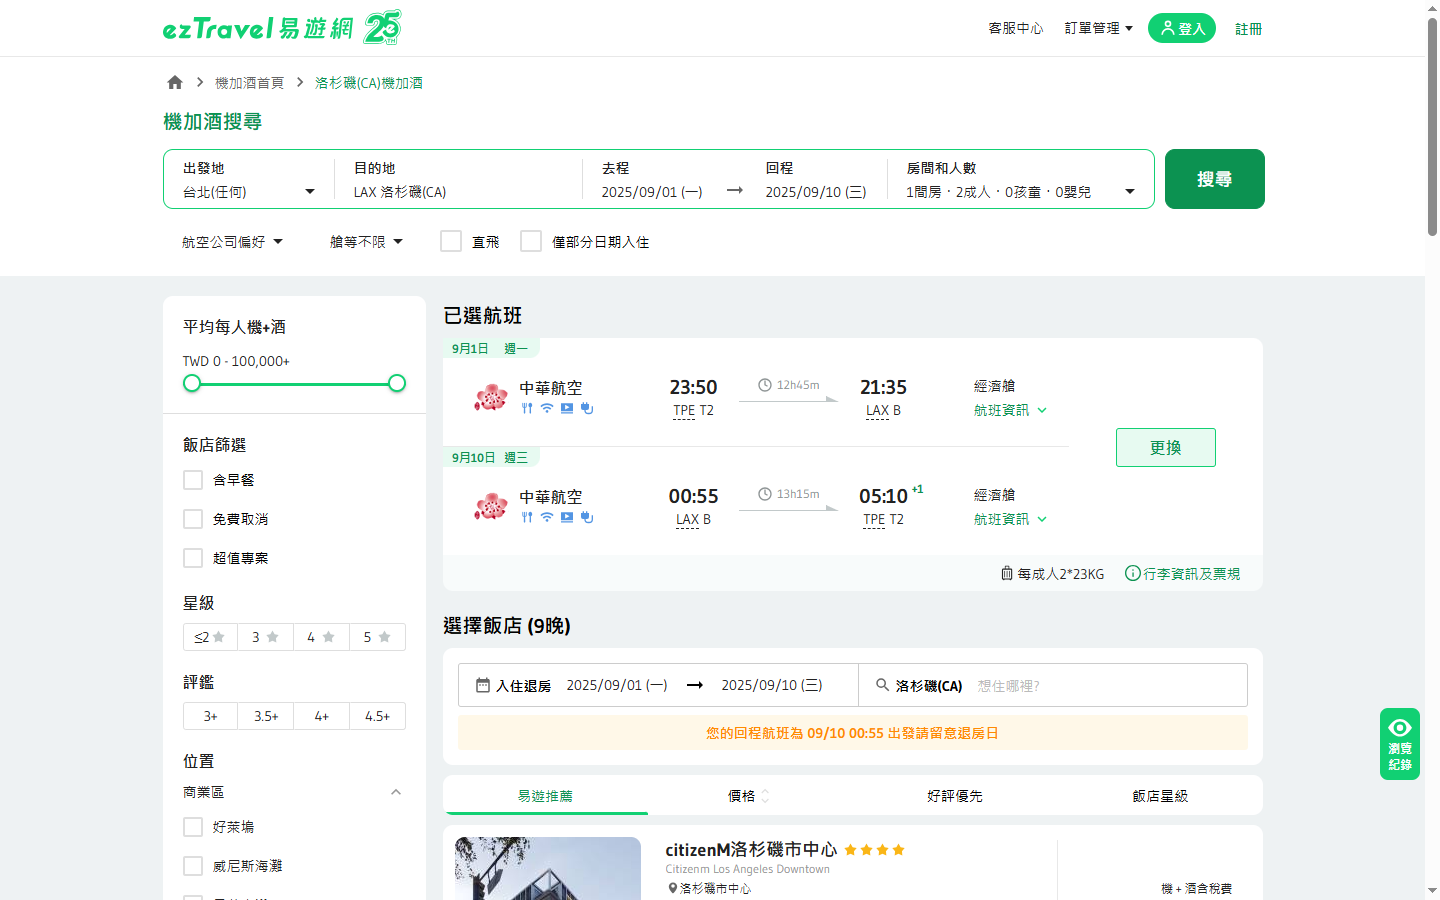 ezTravel 易遊網 25TH
客服中心 訂單管理 登入 註冊
機加酒首頁 洛杉磯(CA)機加酒
機加酒搜尋
出發地 目的地 去程 回程 房間和人數
台北(任何) LAX 洛杉磯(CA) 2025/09/01 (一) 2025/09/10 (三) 1間房・2成人・0孩童・0嬰兒 搜尋
航空公司偏好 艙等不限 直飛 僅部分日期入住
平均每人機+酒
TWD 0 - 100,000+
飯店篩選
含早餐
免費取消
超值專案
星級
≤2 3 4 5
評鑑
3+ 3.5+ 4+ 4.5+
位置
商業區
好萊塢
威尼斯海灘
已選航班
9月1日 週一
中華航空 23:50 12h45m 21:35 經濟艙
TPE T2 LAX B 航班資訊
更換
9月10日 週三
中華航空 00:55 13h15m 05:10 +1 經濟艙
LAX B TPE T2 航班資訊
每成人2*23KG 行李資訊及票規
選擇飯店 (9晚)
入住退房 2025/09/01 (一) 2025/09/10 (三) 洛杉磯(CA) 想住哪裡?
您的回程航班為 09/10 00:55 出發請留意退房日
易遊推薦 價格 好評優先 飯店星級
citizenM洛杉磯市中心
Citizenm Los Angeles Downtown
洛杉磯市中心 機 + 酒含稅費
瀏覽
紀錄